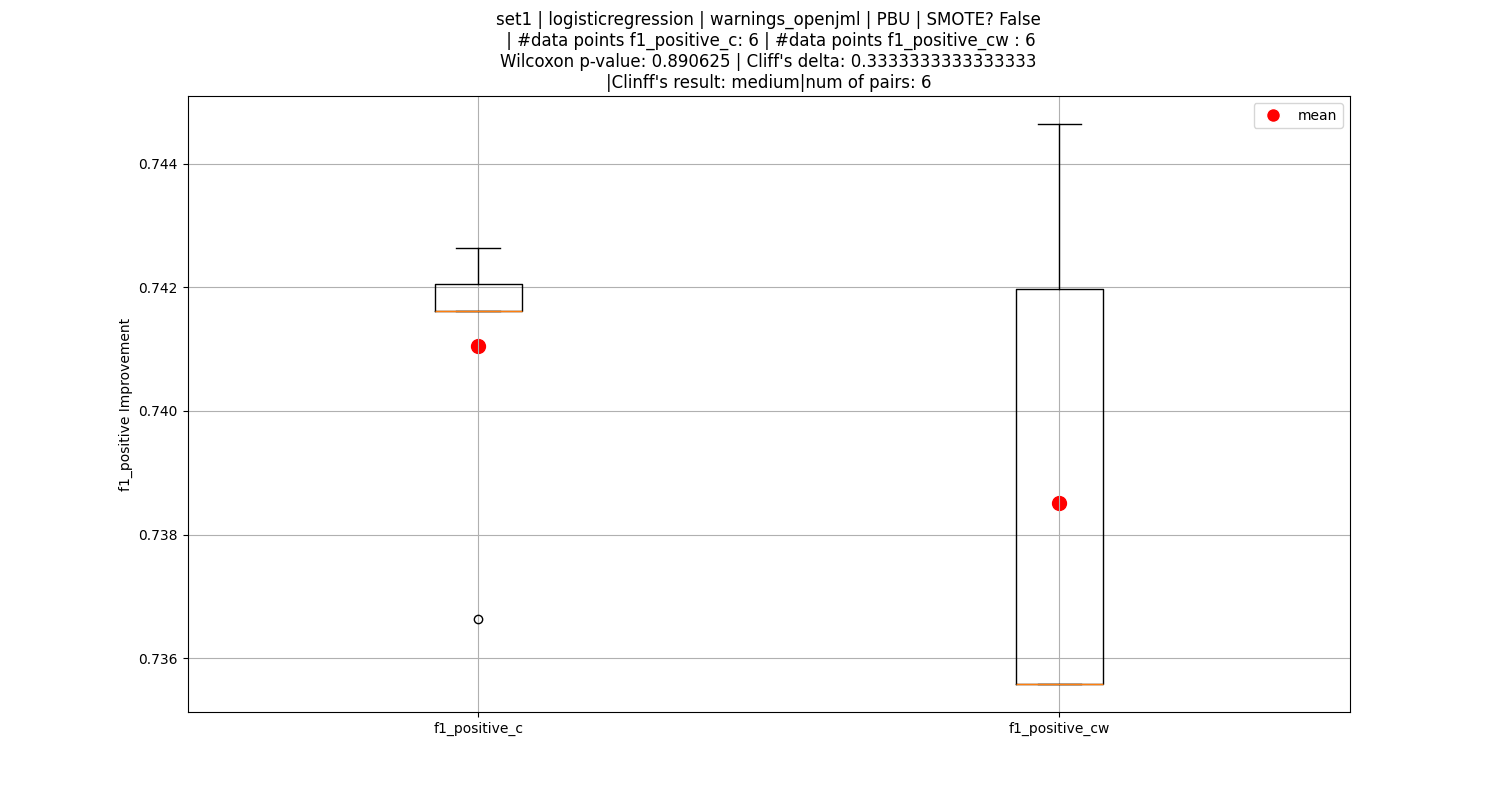 set1 | logisticregression | warnings_openjml | PBU | SMOTE? False
| #data points f1_positive_c: 6 | #data points f1_positive_cw : 6
Wilcoxon p-value: 0.890625 | Cliff's delta: 0.3333333333333333
|Clinff's result: medium|num of pairs: 6
mean
0.744
0.742
0.740
0.738
0.736
f1_positive Improvement
f1_positive_c
f1_positive_cw